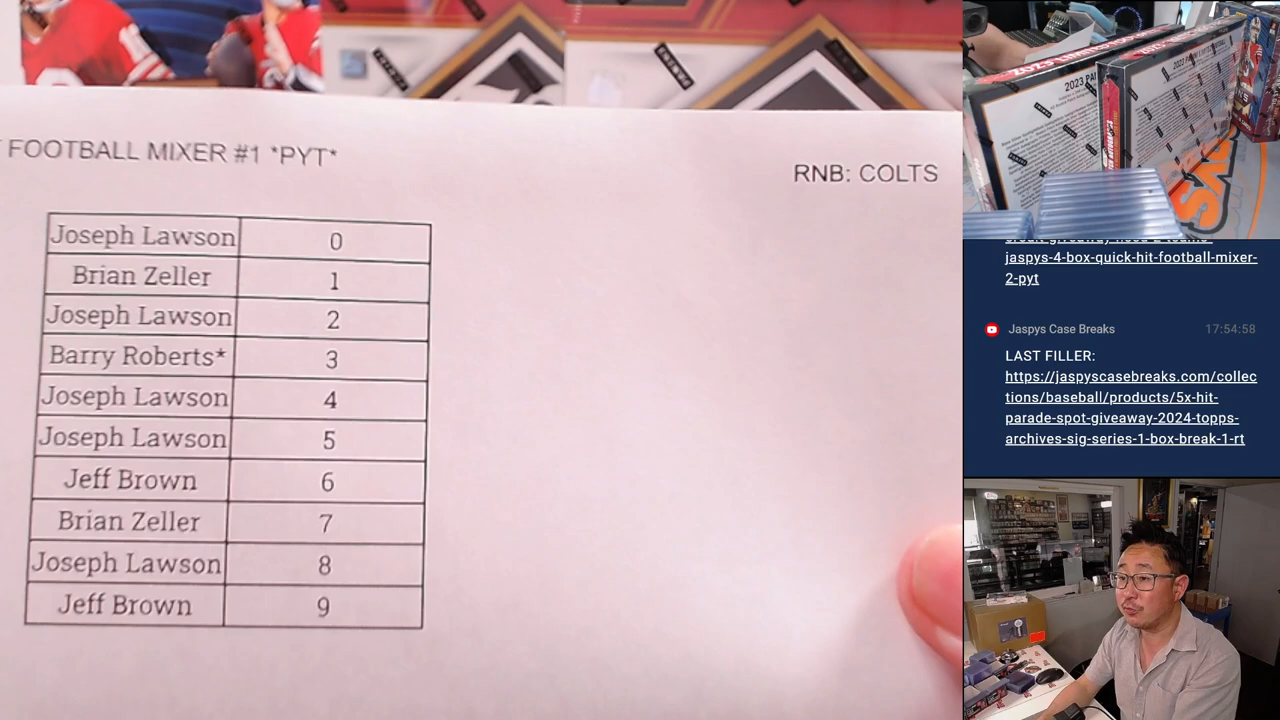 FOOTBALL MIXER #1 *PYT*
RNB: COLTS
Joseph Lawson 0
Brian Zeller 1
Joseph Lawson 2
Barry Roberts* 3
Joseph Lawson 4
Joseph Lawson 5
Jeff Brown 6
Brian Zeller 7
Joseph Lawson 8
Jeff Brown 9
2023
jaspys-4-box-quick-hit-football-mixer-
2-pyt
Jaspys Case Breaks 17:54:58
LAST FILLER:
https://jaspyscasebreaks.com/collec
tions/baseball/products/5x-hit-
parade-spot-giveaway-2024-topps-
archives-sig-series-1-box-break-1-rt